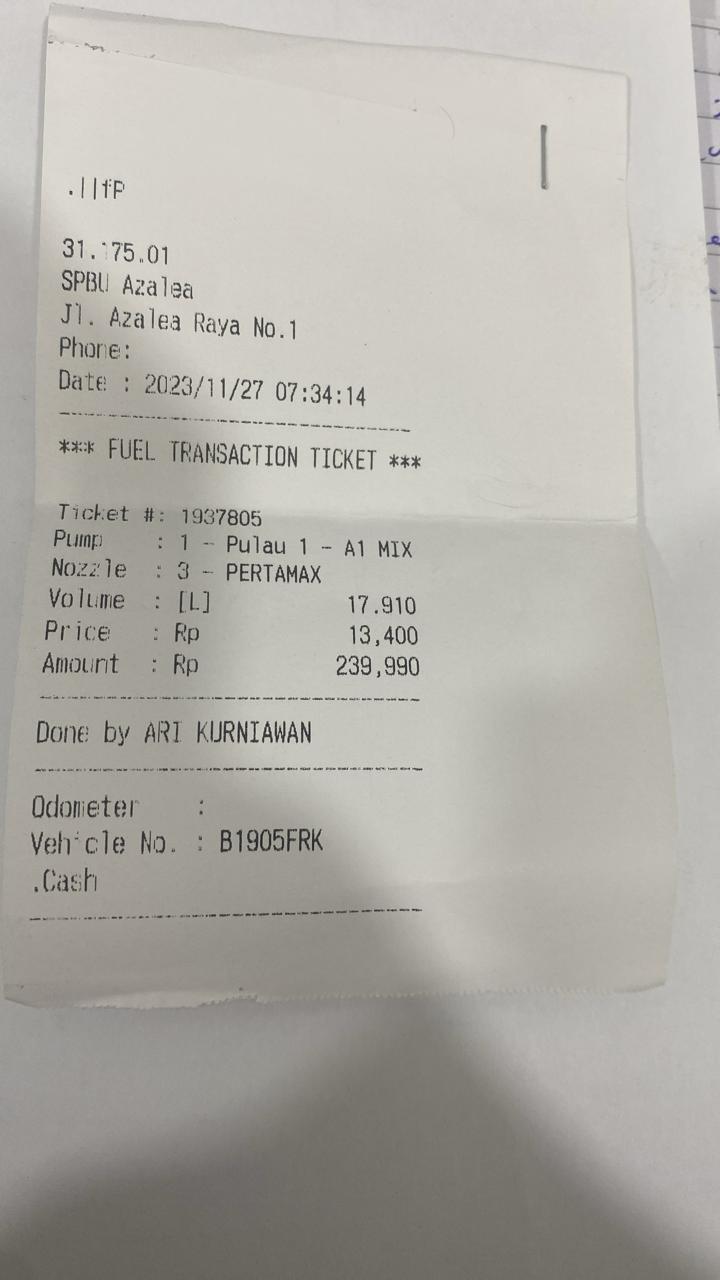 .||fP
31.175.01
SPBU Azalea
Jl. Azalea Raya No.1
Phone:
Date : 2023/11/27 07:34:14
*** FUEL TRANSACTION TICKET ***
Ticket #: 1937805
Pump : 1 - Pulau 1 - A1 MIX
Nozzle : 3 - PERTAMAX
Volume : [L] 17.910
Price : Rp 13,400
Amount : Rp 239,990
Done by ARI KURNIAWAN
Odometer :
Vehicle No. : B1905FRK
.Cash